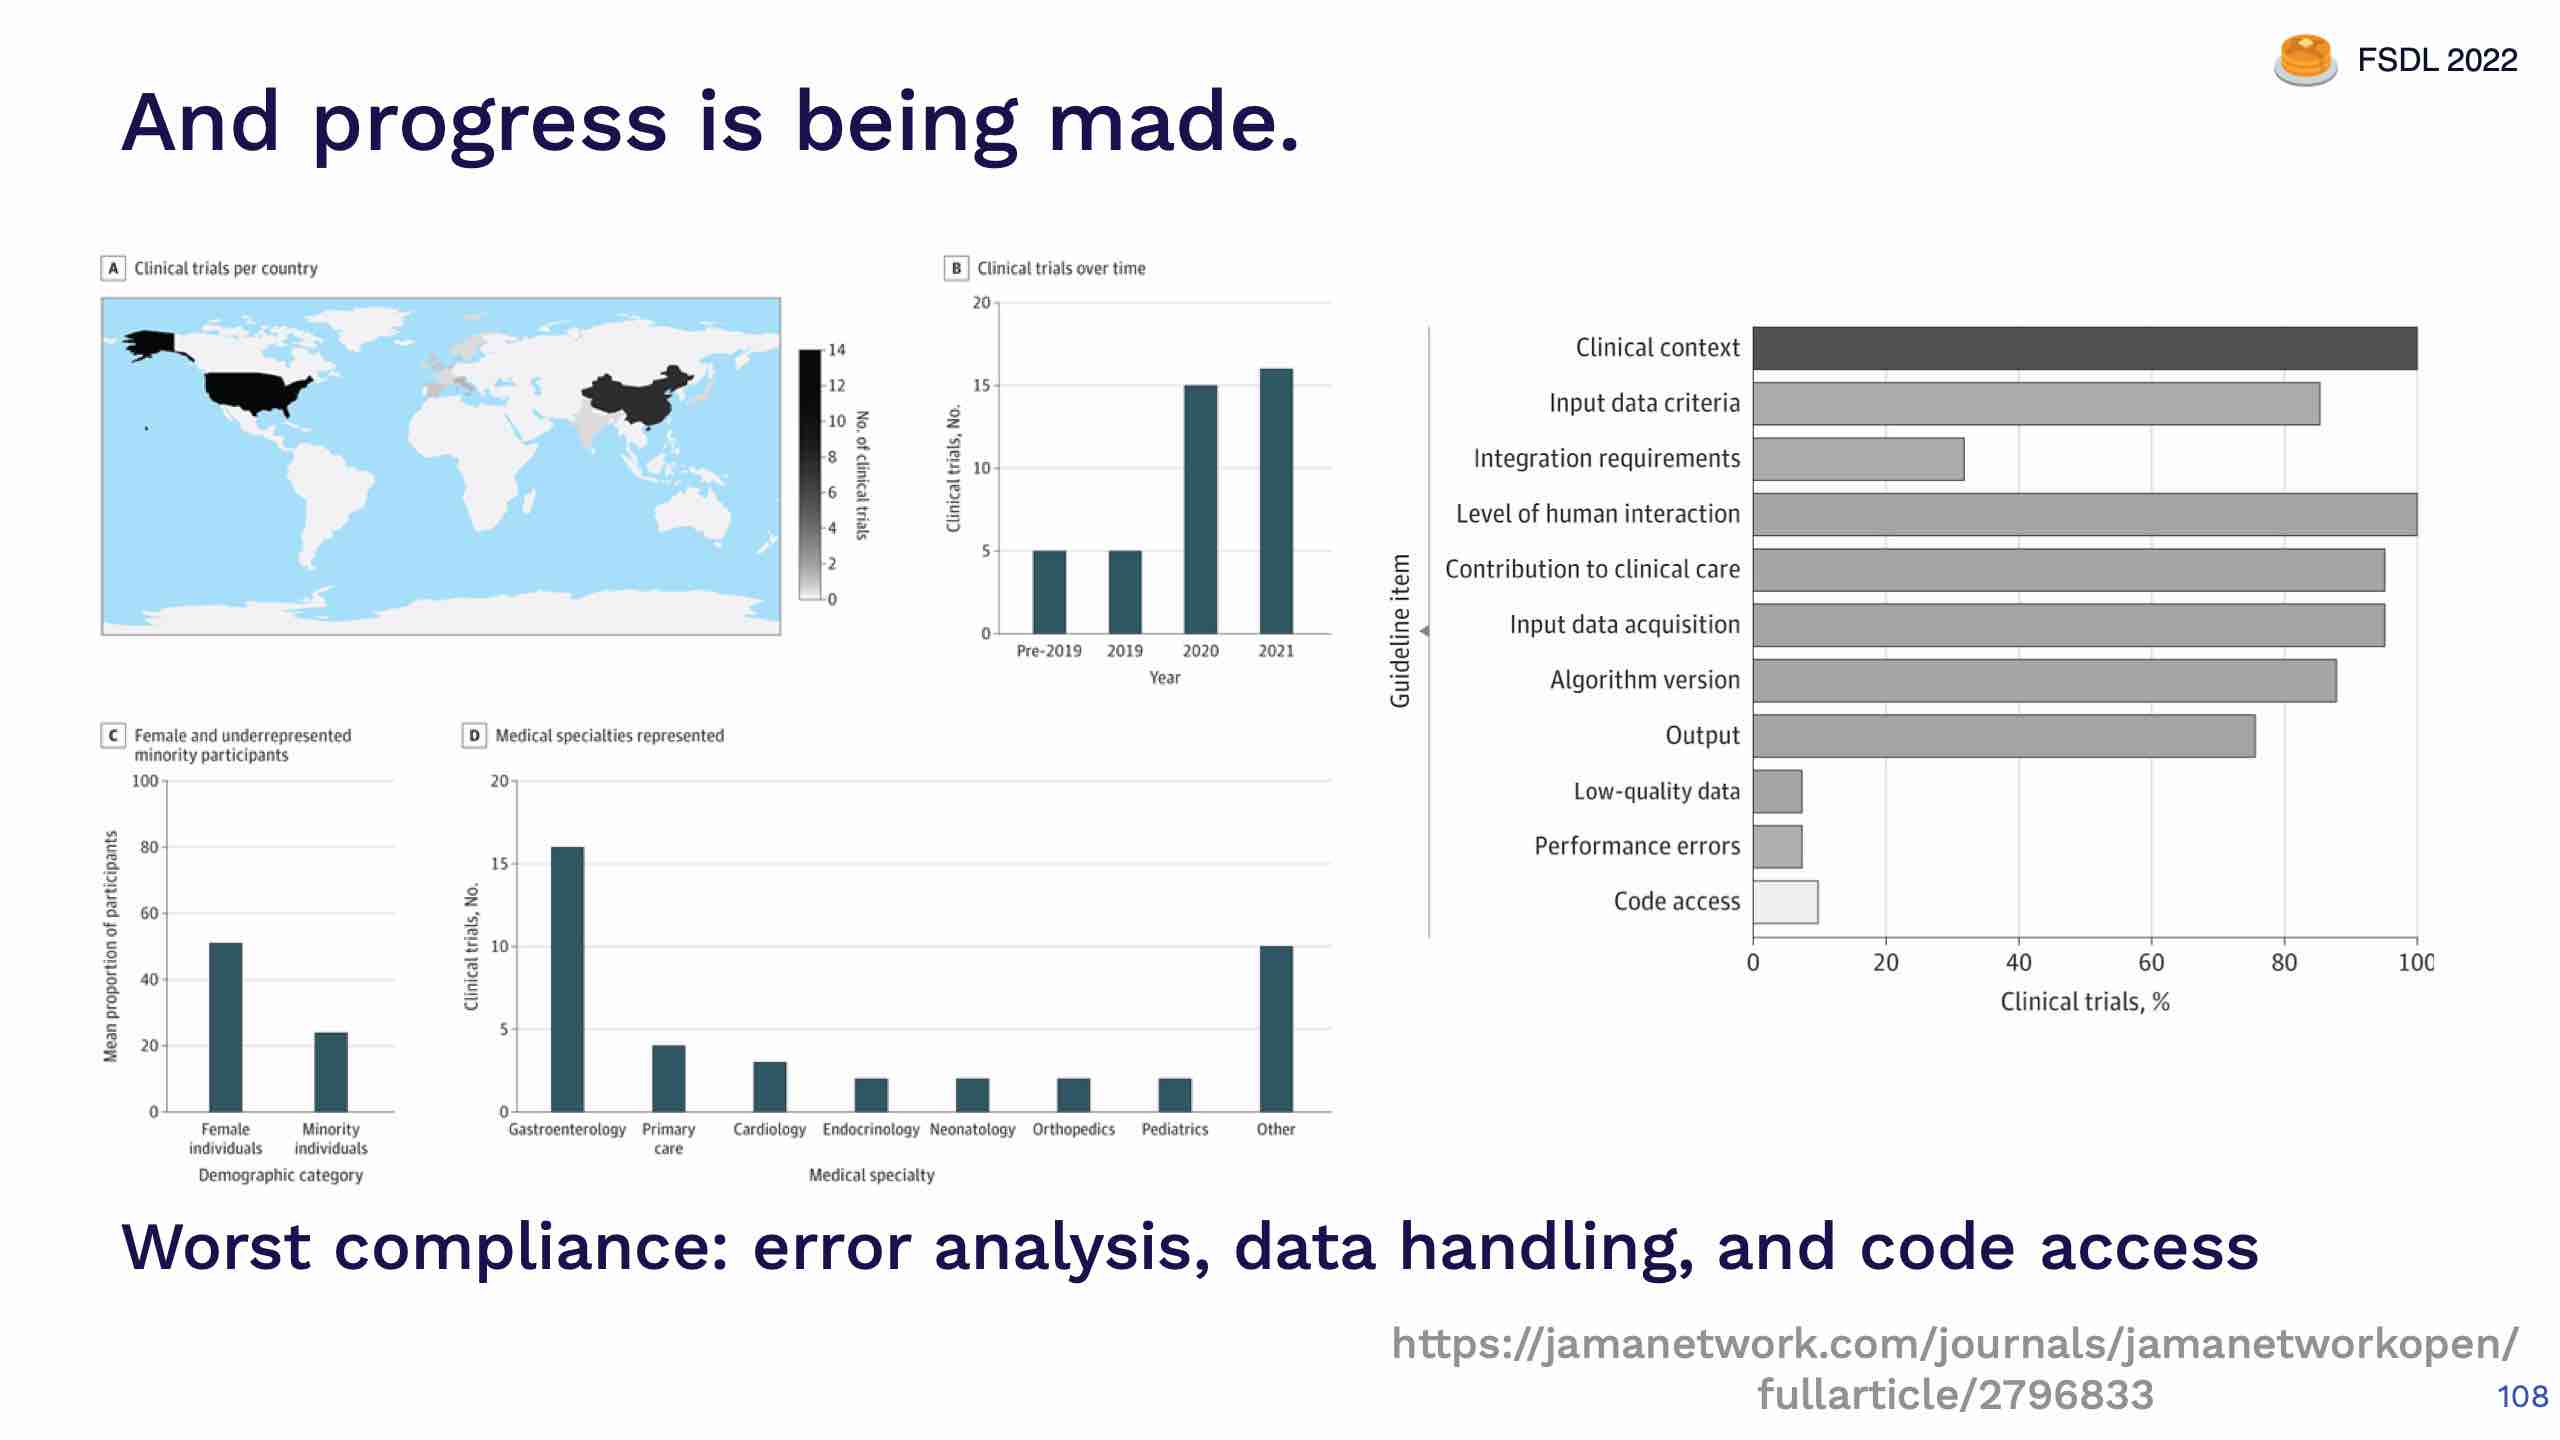 FSDL 2022
And progress is being made.
A Clinical trials per country
14
12
10
8
6
4
2
0
No. of clinical trials
B Clinical trials over time
20
15
10
5
0
Clinical trials, No.
Pre-2019 2019 2020 2021
Year
C Female and underrepresented
minority participants
100
80
60
40
20
0
Mean proportion of participants
Female Minority
individuals individuals
Demographic category
D Medical specialties represented
20
15
10
5
0
Clinical trials, No.
Gastroenterology Primary Cardiology Endocrinology Neonatology Orthopedics Pediatrics Other
care
Medical specialty
Guideline item
Clinical context
Input data criteria
Integration requirements
Level of human interaction
Contribution to clinical care
Input data acquisition
Algorithm version
Output
Low-quality data
Performance errors
Code access
0 20 40 60 80 100
Clinical trials, %
Worst compliance: error analysis, data handling, and code access
https://jamanetwork.com/journals/jamanetworkopen/
fullarticle/2796833
108